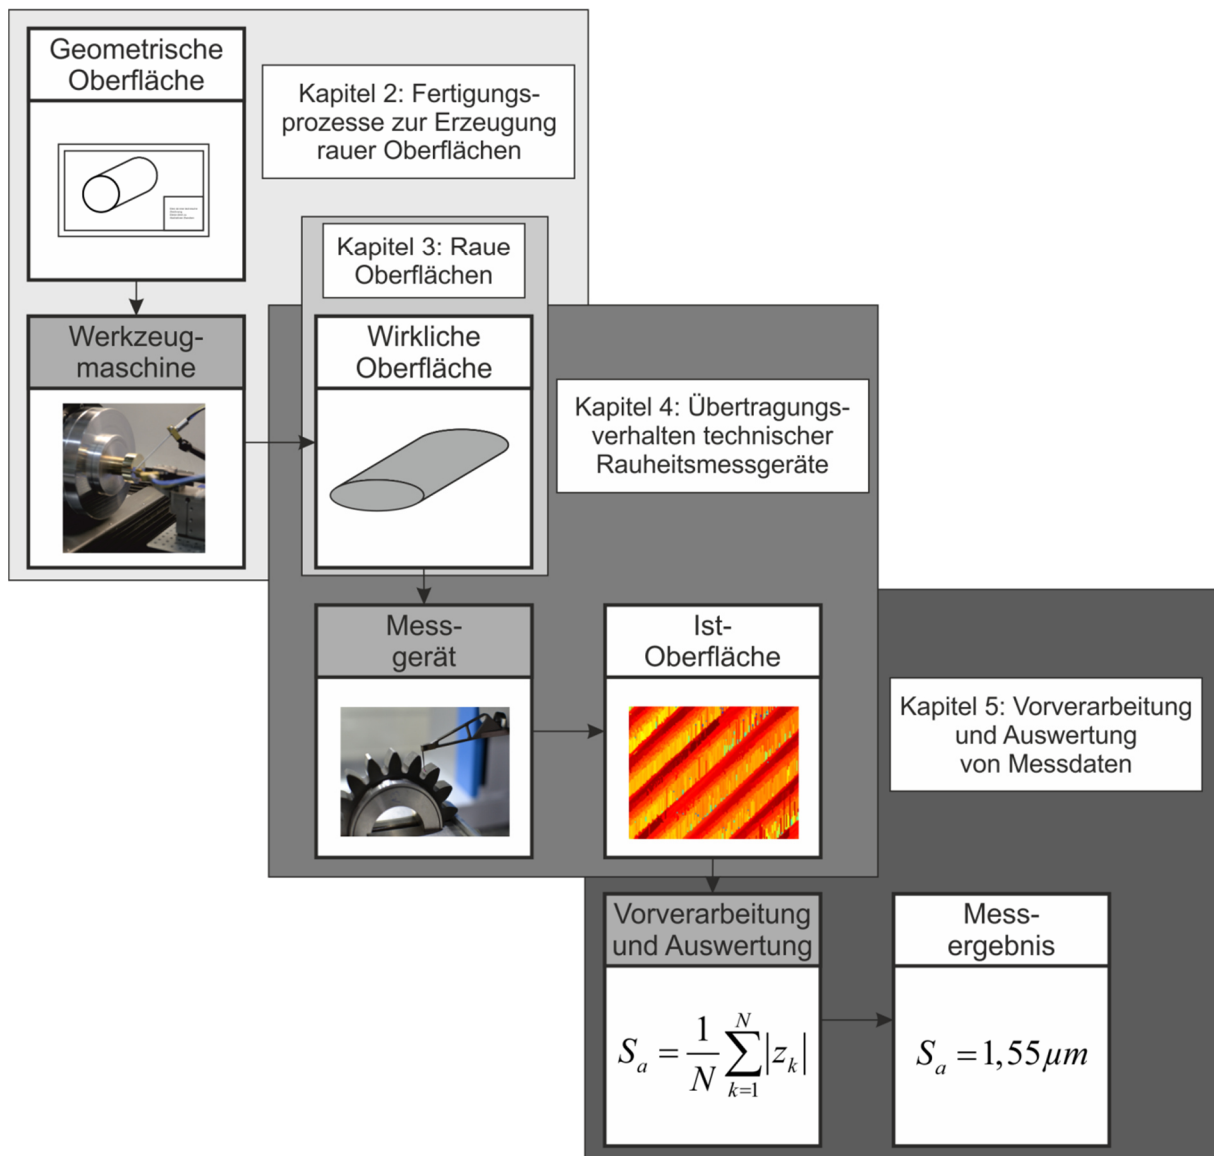 Geometrische
Oberfläche
Kapitel 2: Fertigungs-
prozesse zur Erzeugung
rauer Oberflächen
Kapitel 3: Raue
Oberflächen
Werkzeug-
maschine
Wirkliche
Oberfläche
Kapitel 4: Übertragungs-
verhalten technischer
Rauheitsmessgeräte
Mess-
gerät
Ist-
Oberfläche
Kapitel 5: Vorverarbeitung
und Auswertung
von Messdaten
Vorverarbeitung
und Auswertung
Mess-
ergebnis
S_a = \frac{1}{N} \sum_{k=1}^{N} |z_k|
S_a = 1,55 µm